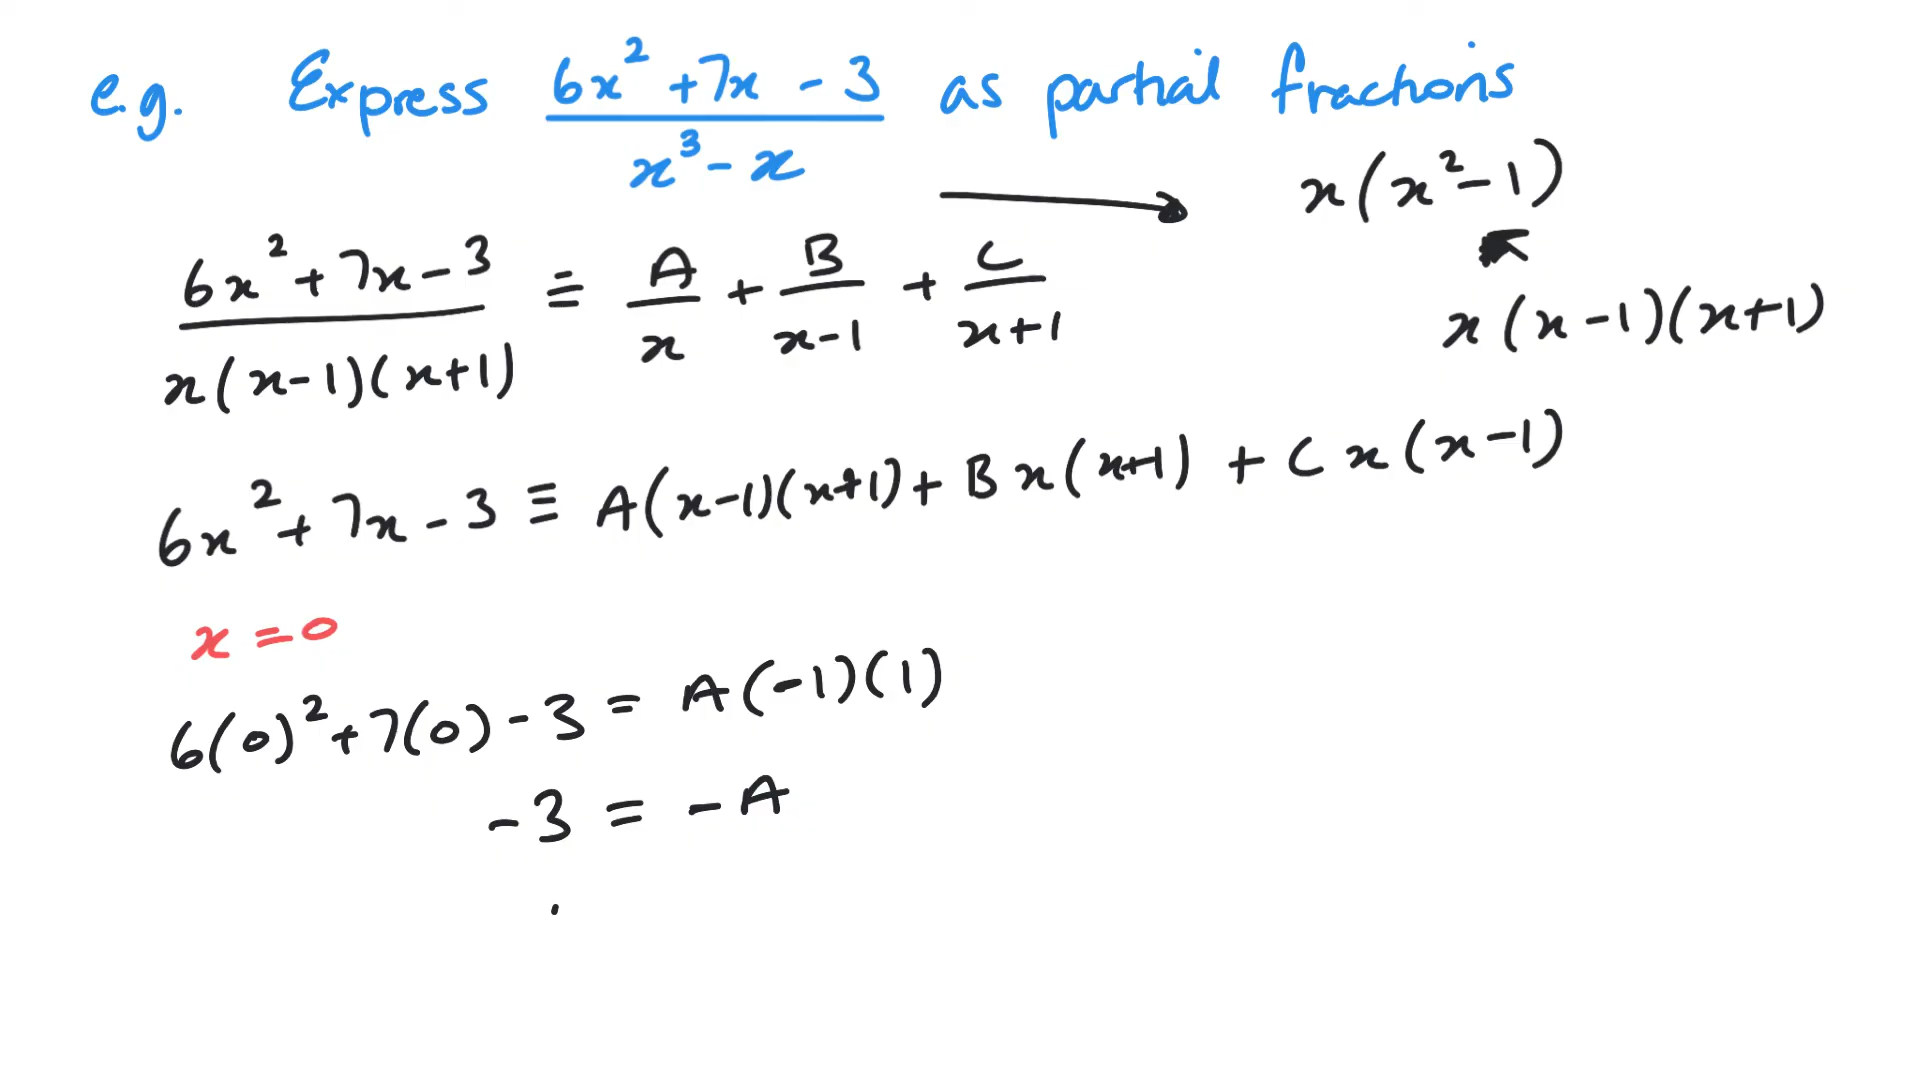 e.g. Express (6x² + 7x - 3)/(x³ - x) as partial fractions
x(x² - 1)
x(x - 1)(x + 1)
(6x² + 7x - 3)/(x(x - 1)(x + 1)) ≡ A/x + B/(x - 1) + C/(x + 1)
6x² + 7x - 3 ≡ A(x - 1)(x + 1) + Bx(x + 1) + Cx(x - 1)
x = 0
6(0)² + 7(0) - 3 = A(-1)(1)
-3 = -A